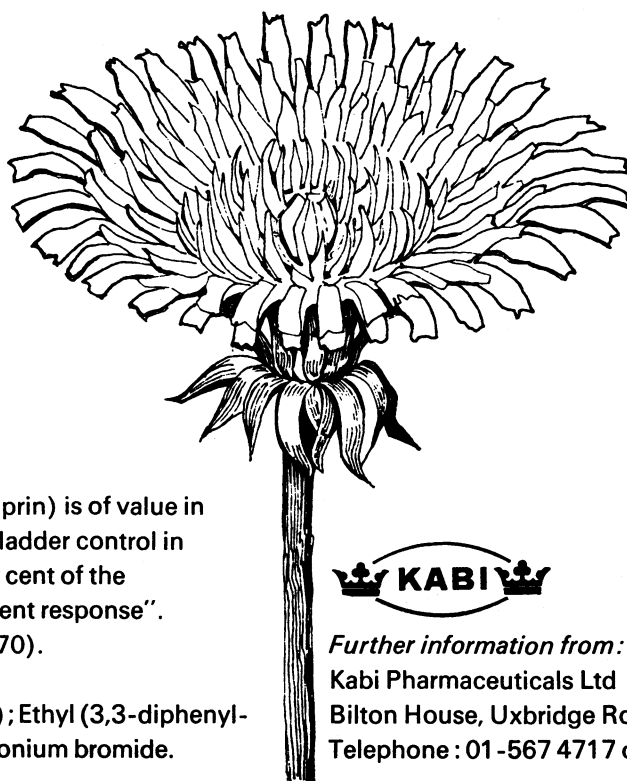 prin) is of value in
ladder control in
cent of the
ent response”.
70).
); Ethyl (3,3-diphenyl-
onium bromide.
KABI
Further information from:
Kabi Pharmaceuticals Ltd
Bilton House, Uxbridge Ro
Telephone: 01-567 4717 o